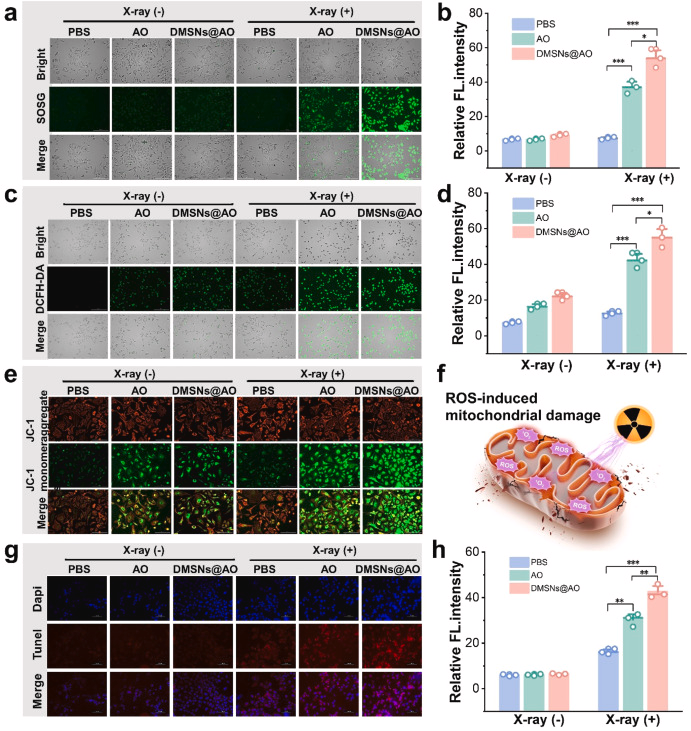 a
X-ray (-)
X-ray (+)
PBS
AO
DMSNs@AO
PBS
AO
DMSNs@AO
Bright
SOSG
Merge
b
Relative FL.intensity
80
60
40
20
0
PBS
AO
DMSNs@AO
***
*
***
X-ray (-)
X-ray (+)
c
X-ray (-)
X-ray (+)
PBS
AO
DMSNs@AO
PBS
AO
DMSNs@AO
Bright
DCFH-DA
Merge
d
Relative FL.intensity
80
60
40
20
0
PBS
AO
DMSNs@AO
***
*
***
X-ray (-)
X-ray (+)
e
X-ray (-)
X-ray (+)
PBS
AO
DMSNs@AO
PBS
AO
DMSNs@AO
JC-1
aggregate
JC-1
monomer
Merge
f
ROS-induced
mitochondrial damage
¹O₂
ROS
ROS
¹O₂
ROS
¹O₂
ROS
g
X-ray (-)
X-ray (+)
PBS
AO
DMSNs@AO
PBS
AO
DMSNs@AO
Dapi
Tunel
Merge
h
Relative FL.intensity
60
40
20
0
PBS
AO
DMSNs@AO
***
**
**
X-ray (-)
X-ray (+)